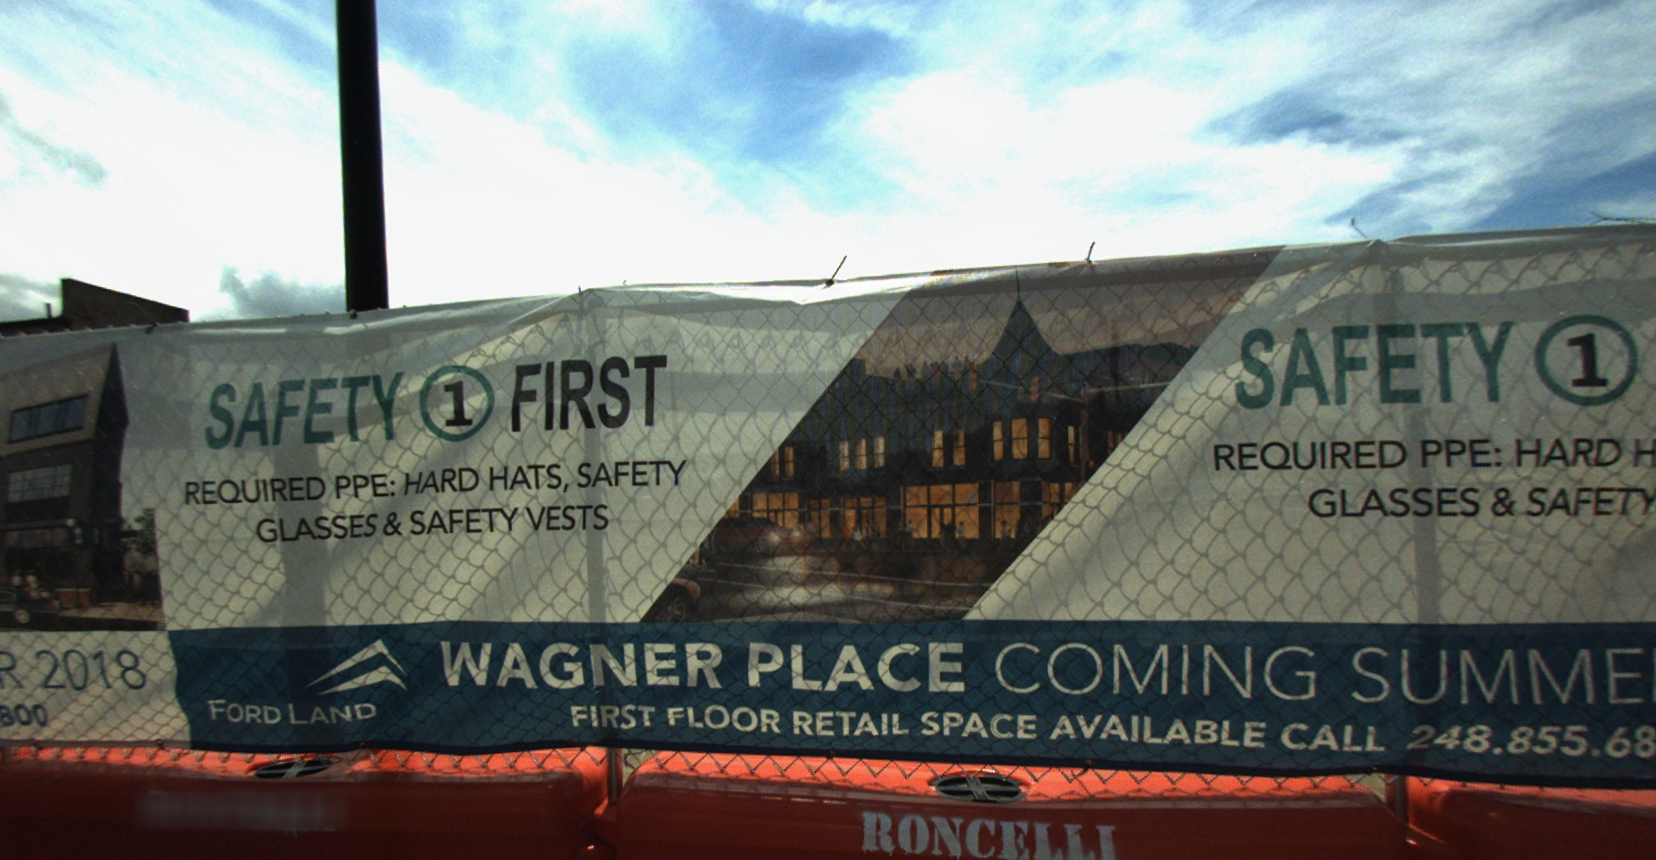 SAFETY 1 FIRST
REQUIRED PPE: HARD HATS, SAFETY
GLASSES & SAFETY VESTS
SAFETY 1
REQUIRED PPE: HARD H
GLASSES & SAFETY
R 2018
800
FORD LAND
WAGNER PLACE COMING SUMME
FIRST FLOOR RETAIL SPACE AVAILABLE CALL 248.855.68
RONCELLI